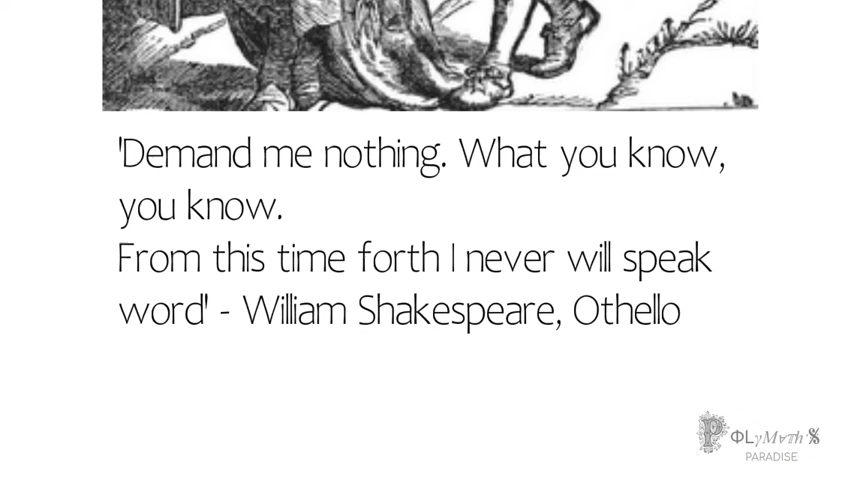 'Demand me nothing. What you know,
you know.
From this time forth I never will speak
word' - William Shakespeare, Othello
PARADISE